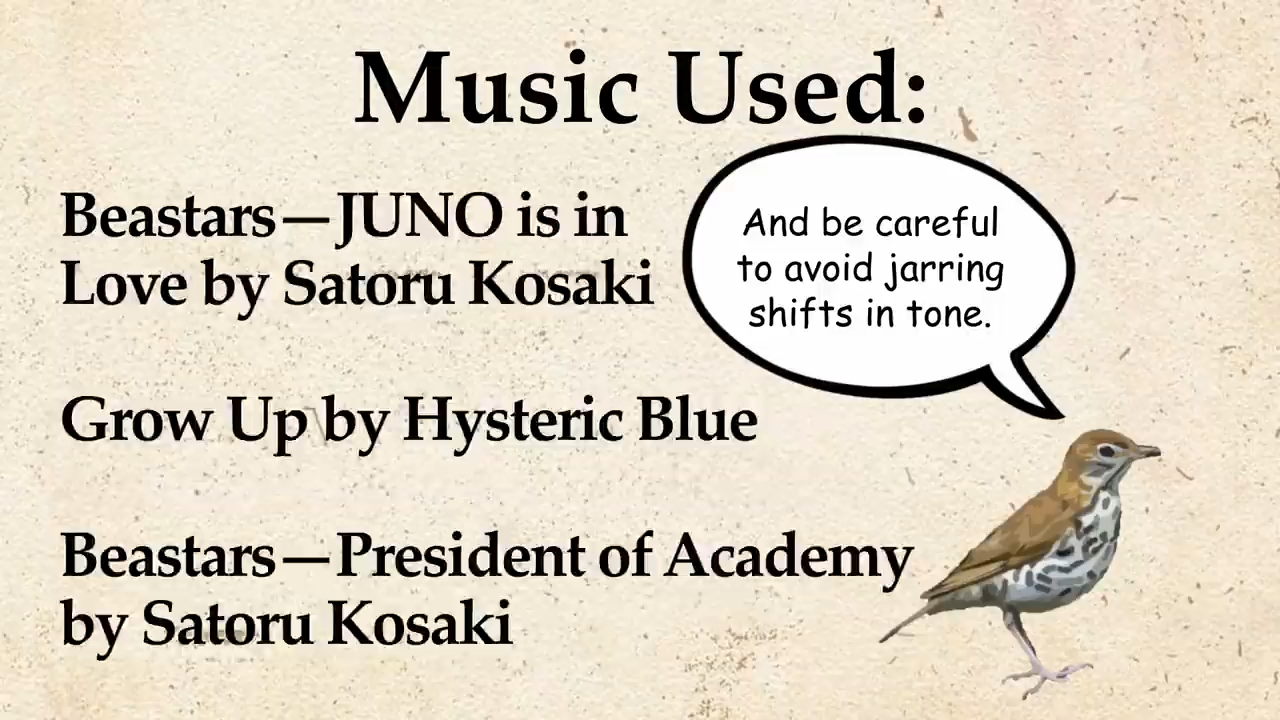 Music Used:
Beastars—JUNO is in
Love by Satoru Kosaki
And be careful
to avoid jarring
shifts in tone.
Grow Up by Hysteric Blue
Beastars—President of Academy
by Satoru Kosaki